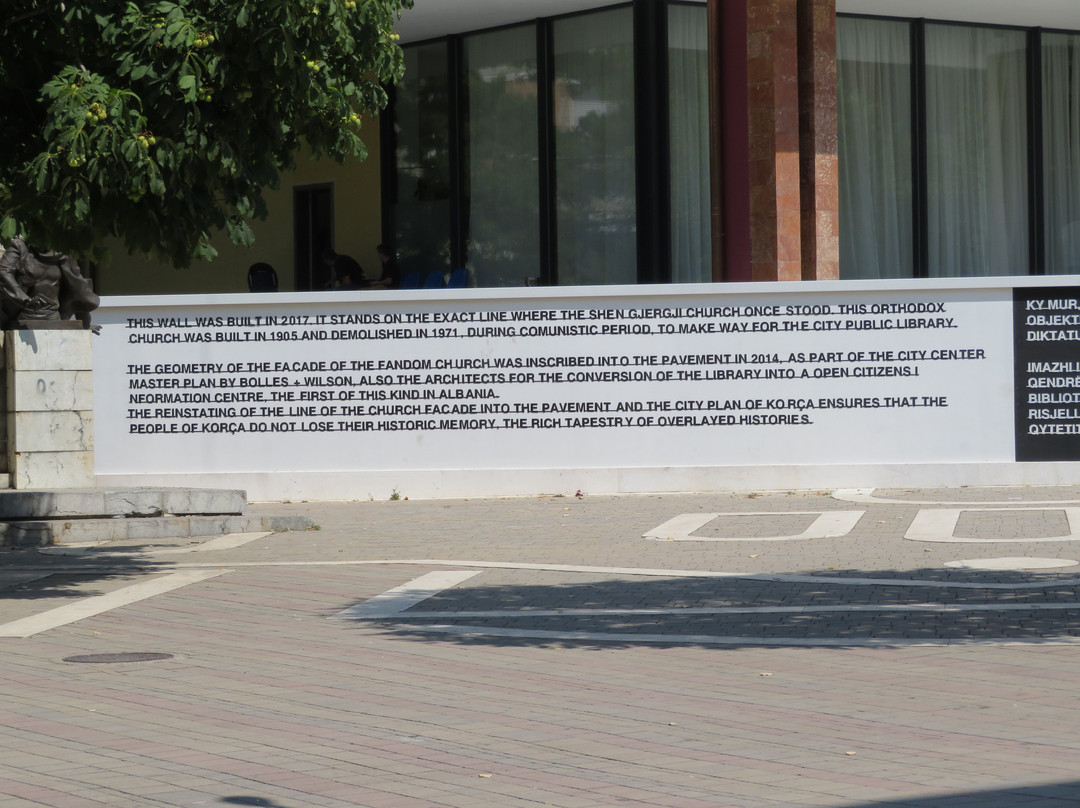 THIS WALL WAS BUILT IN 2017. IT STANDS ON THE EXACT LINE WHERE THE SHEN GJERGJI CHURCH ONCE STOOD. THIS ORTHODOX
CHURCH WAS BUILT IN 1905 AND DEMOLISHED IN 1971, DURING COMUNISTIC PERIOD, TO MAKE WAY FOR THE CITY PUBLIC LIBRARY.
THE GEOMETRY OF THE FACADE OF THE FANDOM CHURCH WAS INSCRIBED INTO THE PAVEMENT IN 2014, AS PART OF THE CITY CENTER
MASTER PLAN BY BOLLES + WILSON, ALSO THE ARCHITECTS FOR THE CONVERSION OF THE LIBRARY INTO A OPEN CITIZENS I
NFORMATION CENTRE, THE FIRST OF THIS KIND IN ALBANIA.
THE REINSTATING OF THE LINE OF THE CHURCH FACADE INTO THE PAVEMENT AND THE CITY PLAN OF KORÇA ENSURES THAT THE
PEOPLE OF KORÇA DO NOT LOSE THEIR HISTORIC MEMORY, THE RICH TAPESTRY OF OVERLAYED HISTORIES.
KY MUR
OBJEKT
DIKTATU
IMAZHI I
QENDRË
BIBLIOT
RISJELL
QYTETIT